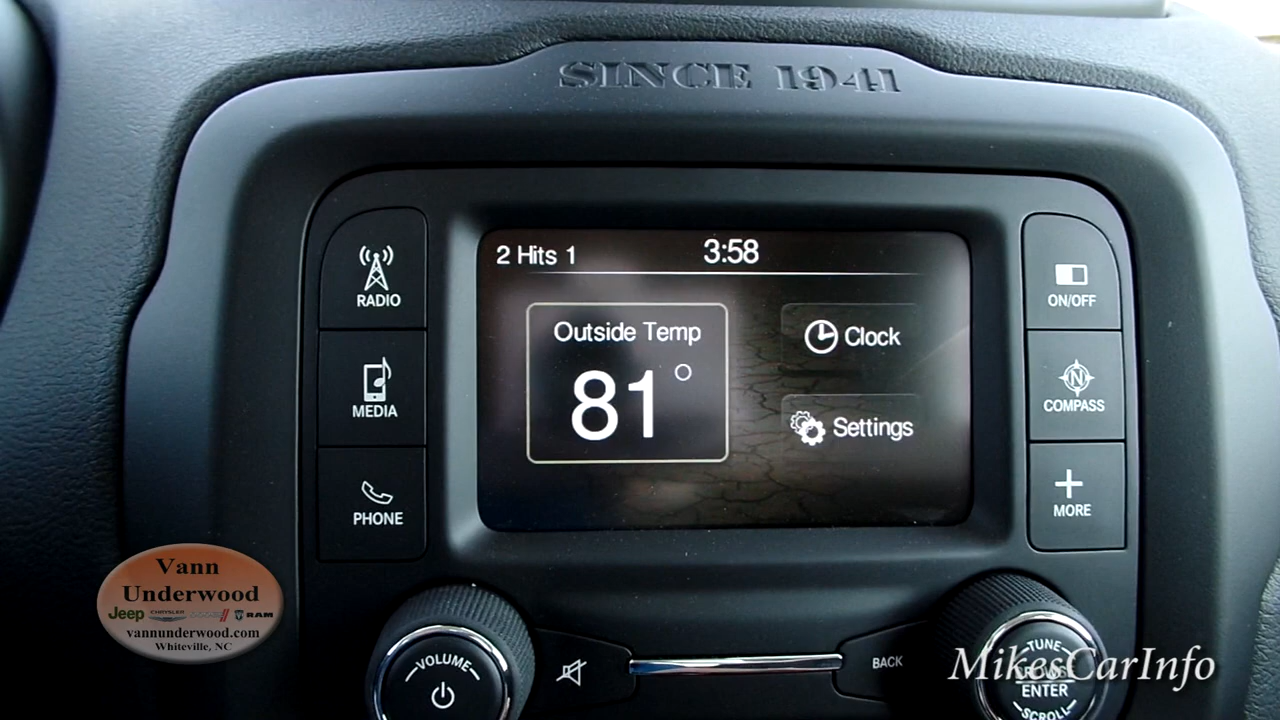 SINCE 1941
RADIO
MEDIA
PHONE
2 Hits 1
3:58
Outside Temp
81°
Clock
Settings
ON/OFF
N
COMPASS
MORE
Vann
Underwood
Jeep CHRYSLER DODGE RAM
vannunderwood.com
Whiteville, NC
VOLUME
BACK
TUNE
BROWSE
ENTER
SCROLL
MikesCarInfo